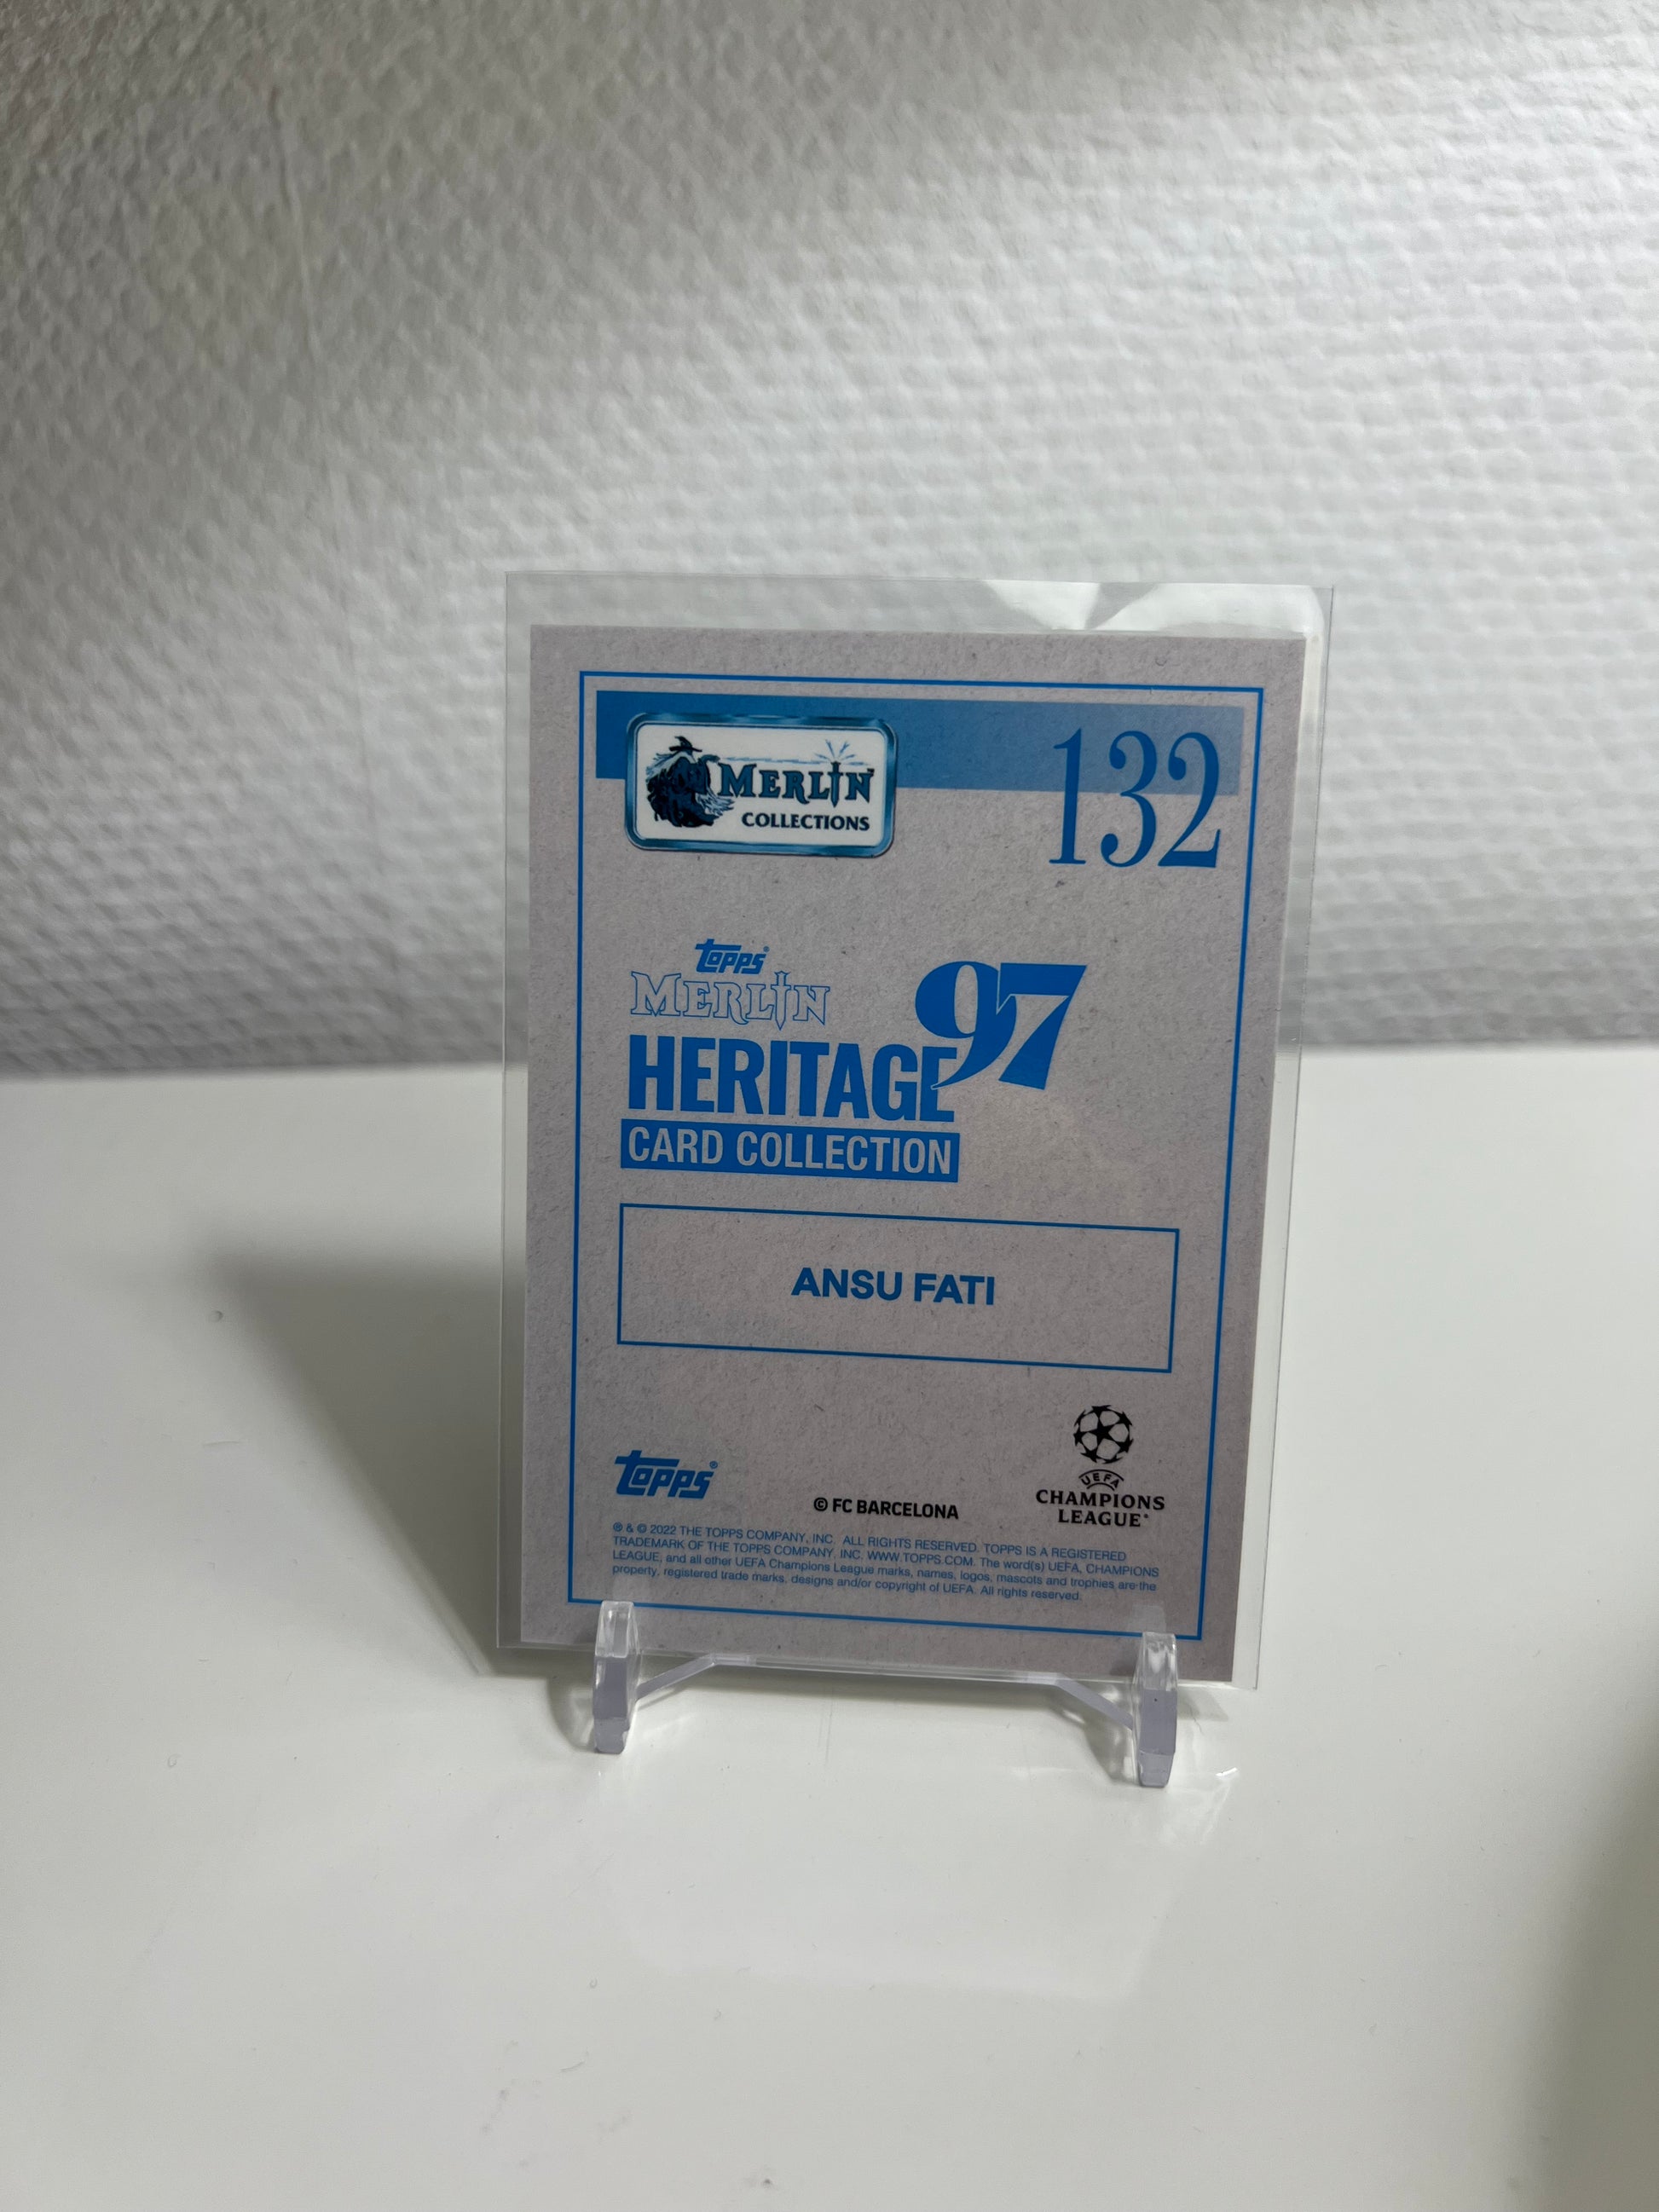 MERLIN
COLLECTIONS
132
topps®
MERLIN
97
HERITAGE
CARD COLLECTION
ANSU FATI
topps®
© FC BARCELONA
UEFA
CHAMPIONS
LEAGUE®
® & © 2022 THE TOPPS COMPANY, INC. ALL RIGHTS RESERVED. TOPPS IS A REGISTERED
TRADEMARK OF THE TOPPS COMPANY, INC. WWW.TOPPS.COM. The word(s) UEFA, CHAMPIONS
LEAGUE, and all other UEFA Champions League marks, names, logos, mascots and trophies are the
property, registered trade marks, designs and/or copyright of UEFA. All rights reserved.